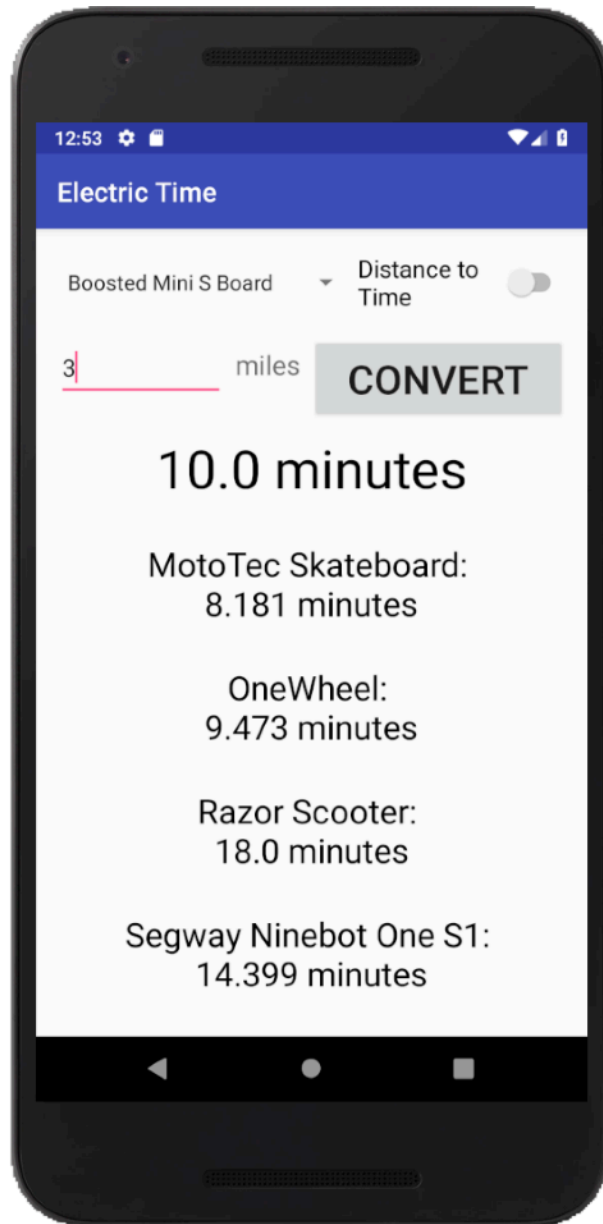 12:53
Electric Time
Boosted Mini S Board
Distance to
Time
3 miles
CONVERT
10.0 minutes
MotoTec Skateboard:
8.181 minutes
OneWheel:
9.473 minutes
Razor Scooter:
18.0 minutes
Segway Ninebot One S1:
14.399 minutes